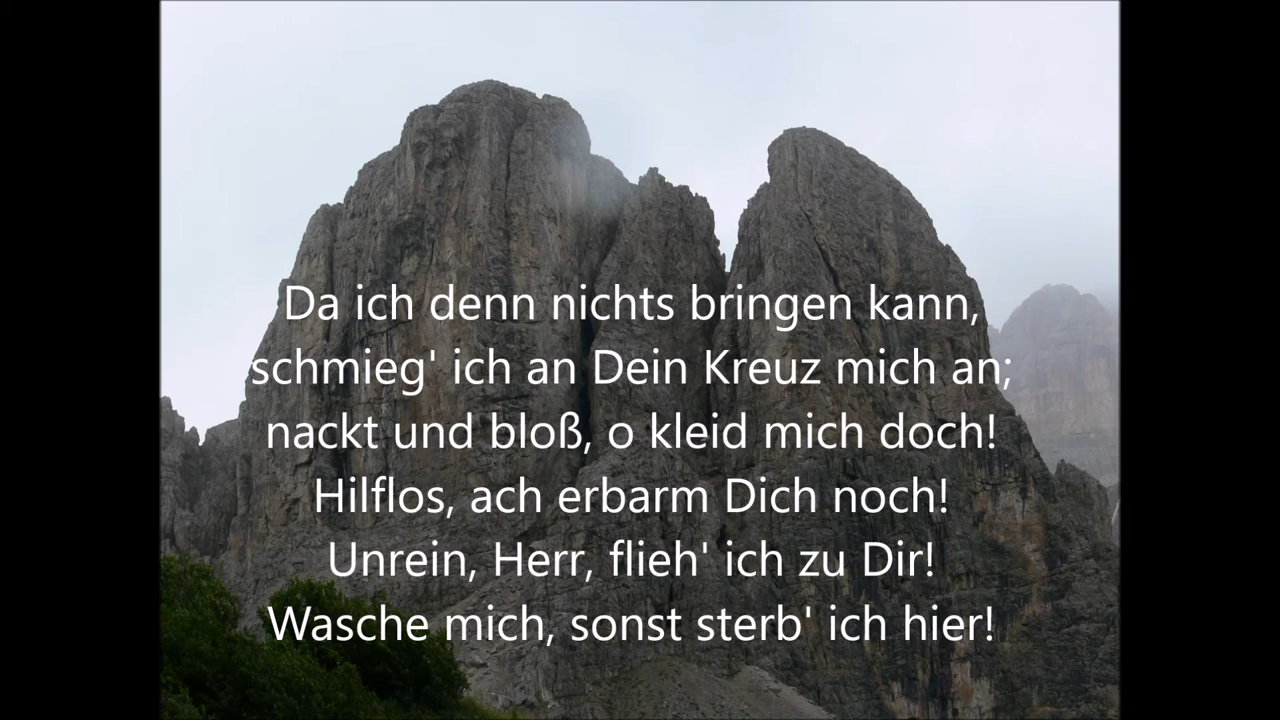 Da ich denn nichts bringen kann,
schmieg' ich an Dein Kreuz mich an;
nackt und bloß, o kleid mich doch!
Hilflos, ach erbarm Dich noch!
Unrein, Herr, flieh' ich zu Dir!
Wasche mich, sonst sterb' ich hier!